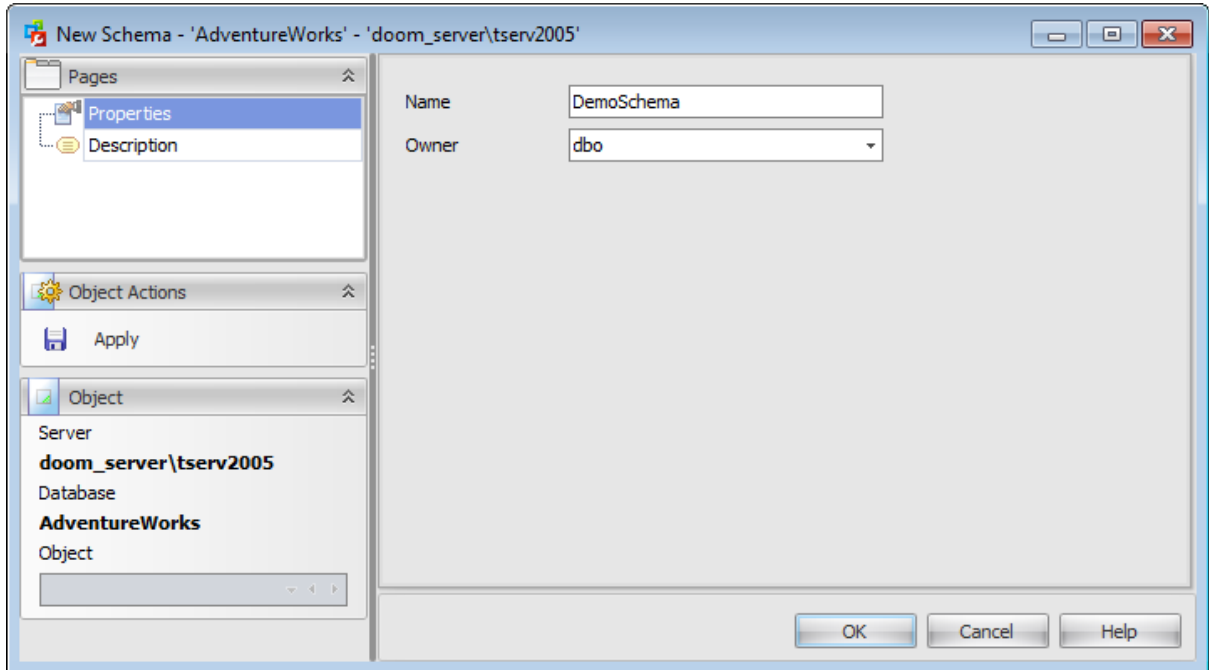 New Schema - 'AdventureWorks' - 'doom_server\tserv2005'
Pages
Properties
Description
Object Actions
Apply
Object
Server
doom_server\tserv2005
Database
AdventureWorks
Object
Name DemoSchema
Owner dbo
OK Cancel Help